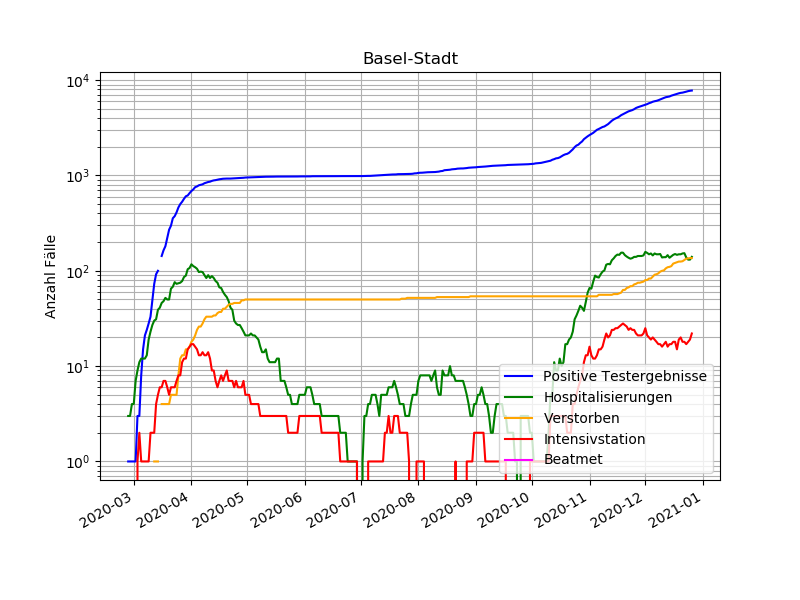 Basel-Stadt
Anzahl Fälle
10^4
10^3
10^2
10^1
10^0
Positive Testergebnisse
Hospitalisierungen
Verstorben
Intensivstation
Beatmet
2020-03
2020-04
2020-05
2020-06
2020-07
2020-08
2020-09
2020-10
2020-11
2020-12
2021-01